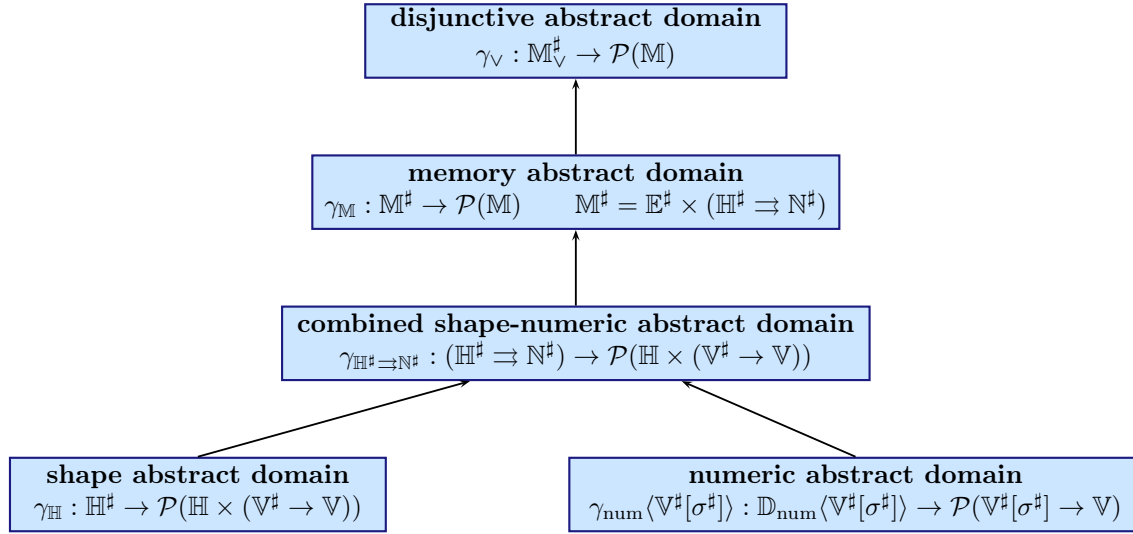 disjunctive abstract domain
γ∨ : 𝕄♯∨ → 𝒫(𝕄)
memory abstract domain
γ𝕄 : 𝕄♯ → 𝒫(𝕄) 𝕄♯ = 𝔼♯ × (ℍ♯ ⇉ ℕ♯)
combined shape-numeric abstract domain
γℍ♯⇉ℕ♯ : (ℍ♯ ⇉ ℕ♯) → 𝒫(ℍ × (𝕍♯ → 𝕍))
shape abstract domain
γℍ : ℍ♯ → 𝒫(ℍ × (𝕍♯ → 𝕍))
numeric abstract domain
γnum⟨𝕍♯[σ♯]⟩ : 𝔻num⟨𝕍♯[σ♯]⟩ → 𝒫(𝕍♯[σ♯] → 𝕍)